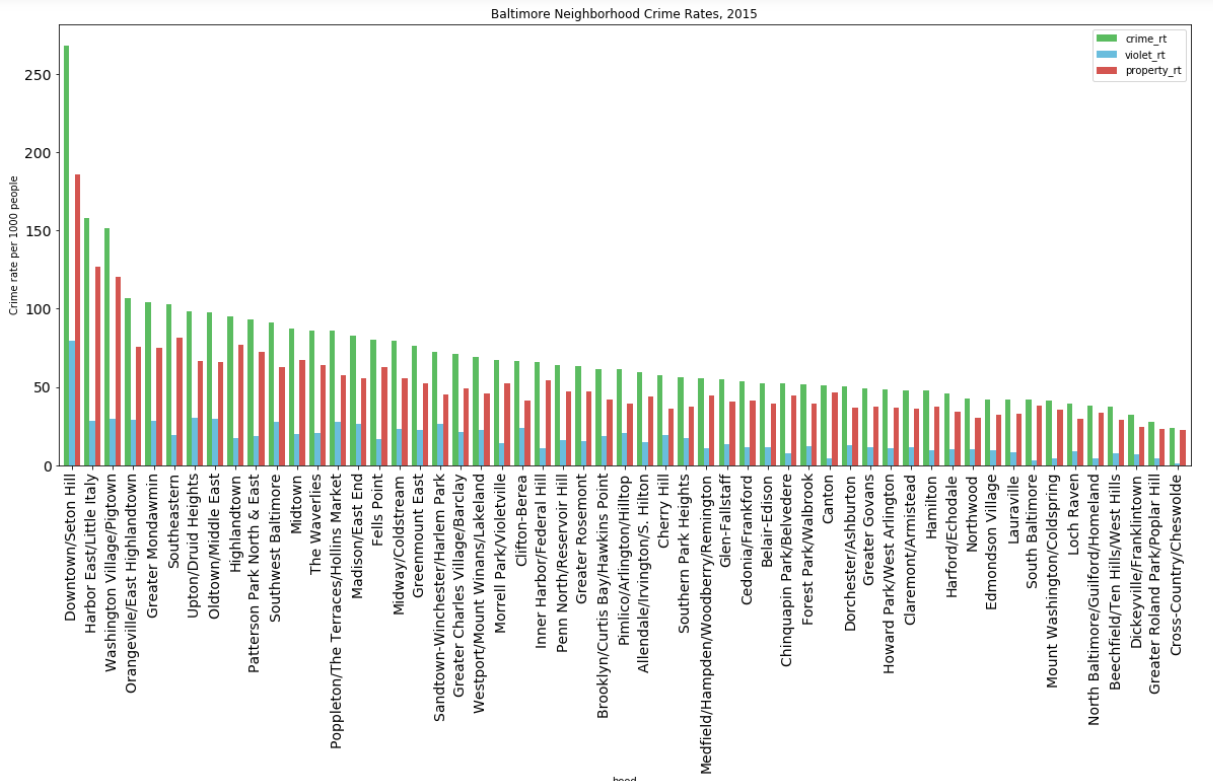 Baltimore Neighborhood Crime Rates, 2015
crime_rt
violet_rt
property_rt
Crime rate per 1000 people
250
200
150
100
50
0
Downtown/Seton Hill
Harbor East/Little Italy
Washington Village/Pigtown
Orangeville/East Highlandtown
Greater Mondawmin
Southeastern
Upton/Druid Heights
Oldtown/Middle East
Highlandtown
Patterson Park North & East
Southwest Baltimore
Midtown
The Waverlies
Poppleton/The Terraces/Hollins Market
Madison/East End
Fells Point
Midway/Coldstream
Greenmount East
Sandtown-Winchester/Harlem Park
Greater Charles Village/Barclay
Westport/Mount Winans/Lakeland
Morrell Park/Violetville
Clifton-Berea
Inner Harbor/Federal Hill
Penn North/Reservoir Hill
Greater Rosemont
Brooklyn/Curtis Bay/Hawkins Point
Pimlico/Arlington/Hilltop
Allendale/Irvington/S. Hilton
Cherry Hill
Southern Park Heights
Medfield/Hampden/Woodberry/Remington
Glen-Fallstaff
Cedonia/Frankford
Belair-Edison
Chinquapin Park/Belvedere
Forest Park/Walbrook
Canton
Dorchester/Ashburton
Greater Govans
Howard Park/West Arlington
Claremont/Armistead
Hamilton
Harford/Echodale
Northwood
Edmondson Village
Lauraville
South Baltimore
Mount Washington/Coldspring
Loch Raven
North Baltimore/Guilford/Homeland
Beechfield/Ten Hills/West Hills
Dickeyville/Franklintown
Greater Roland Park/Poplar Hill
Cross-Country/Cheswolde